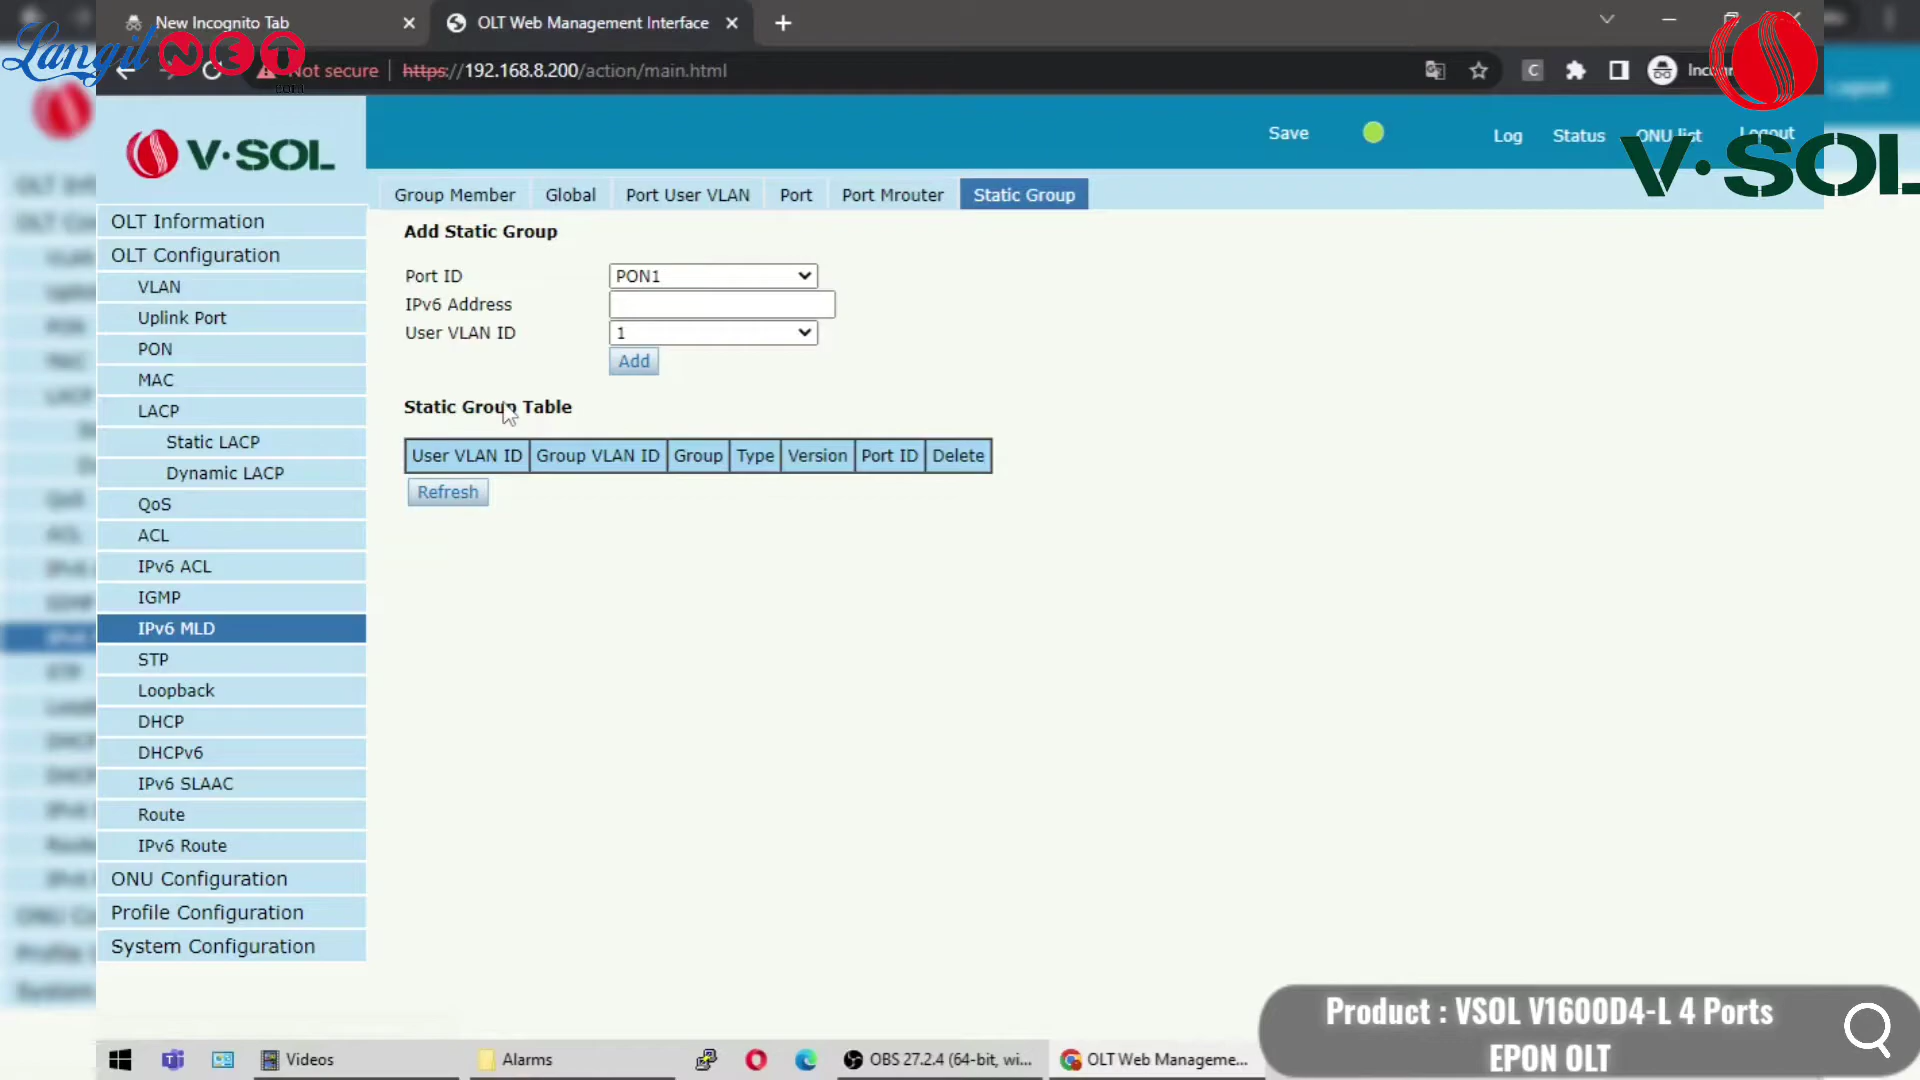 New Incognito Tab
OLT Web Management Interface
Langil NET
Not secure
https://192.168.8.200/action/main.html
V·SOL
Save
Log
Status
ONU list
Logout
V·SOL
Group Member
Global
Port User VLAN
Port
Port Mrouter
Static Group
OLT Information
OLT Configuration
VLAN
Uplink Port
PON
MAC
LACP
Static LACP
Dynamic LACP
QoS
ACL
IPv6 ACL
IGMP
IPv6 MLD
STP
Loopback
DHCP
DHCPv6
IPv6 SLAAC
Route
IPv6 Route
ONU Configuration
Profile Configuration
System Configuration
Add Static Group
Port ID PON1
IPv6 Address
User VLAN ID 1
Add
Static Group Table
User VLAN ID Group VLAN ID Group Type Version Port ID Delete
Refresh
Product : VSOL V1600D4-L 4 Ports
EPON OLT
Videos
Alarms
OBS 27.2.4 (64-bit, wi...
OLT Web Manageme...